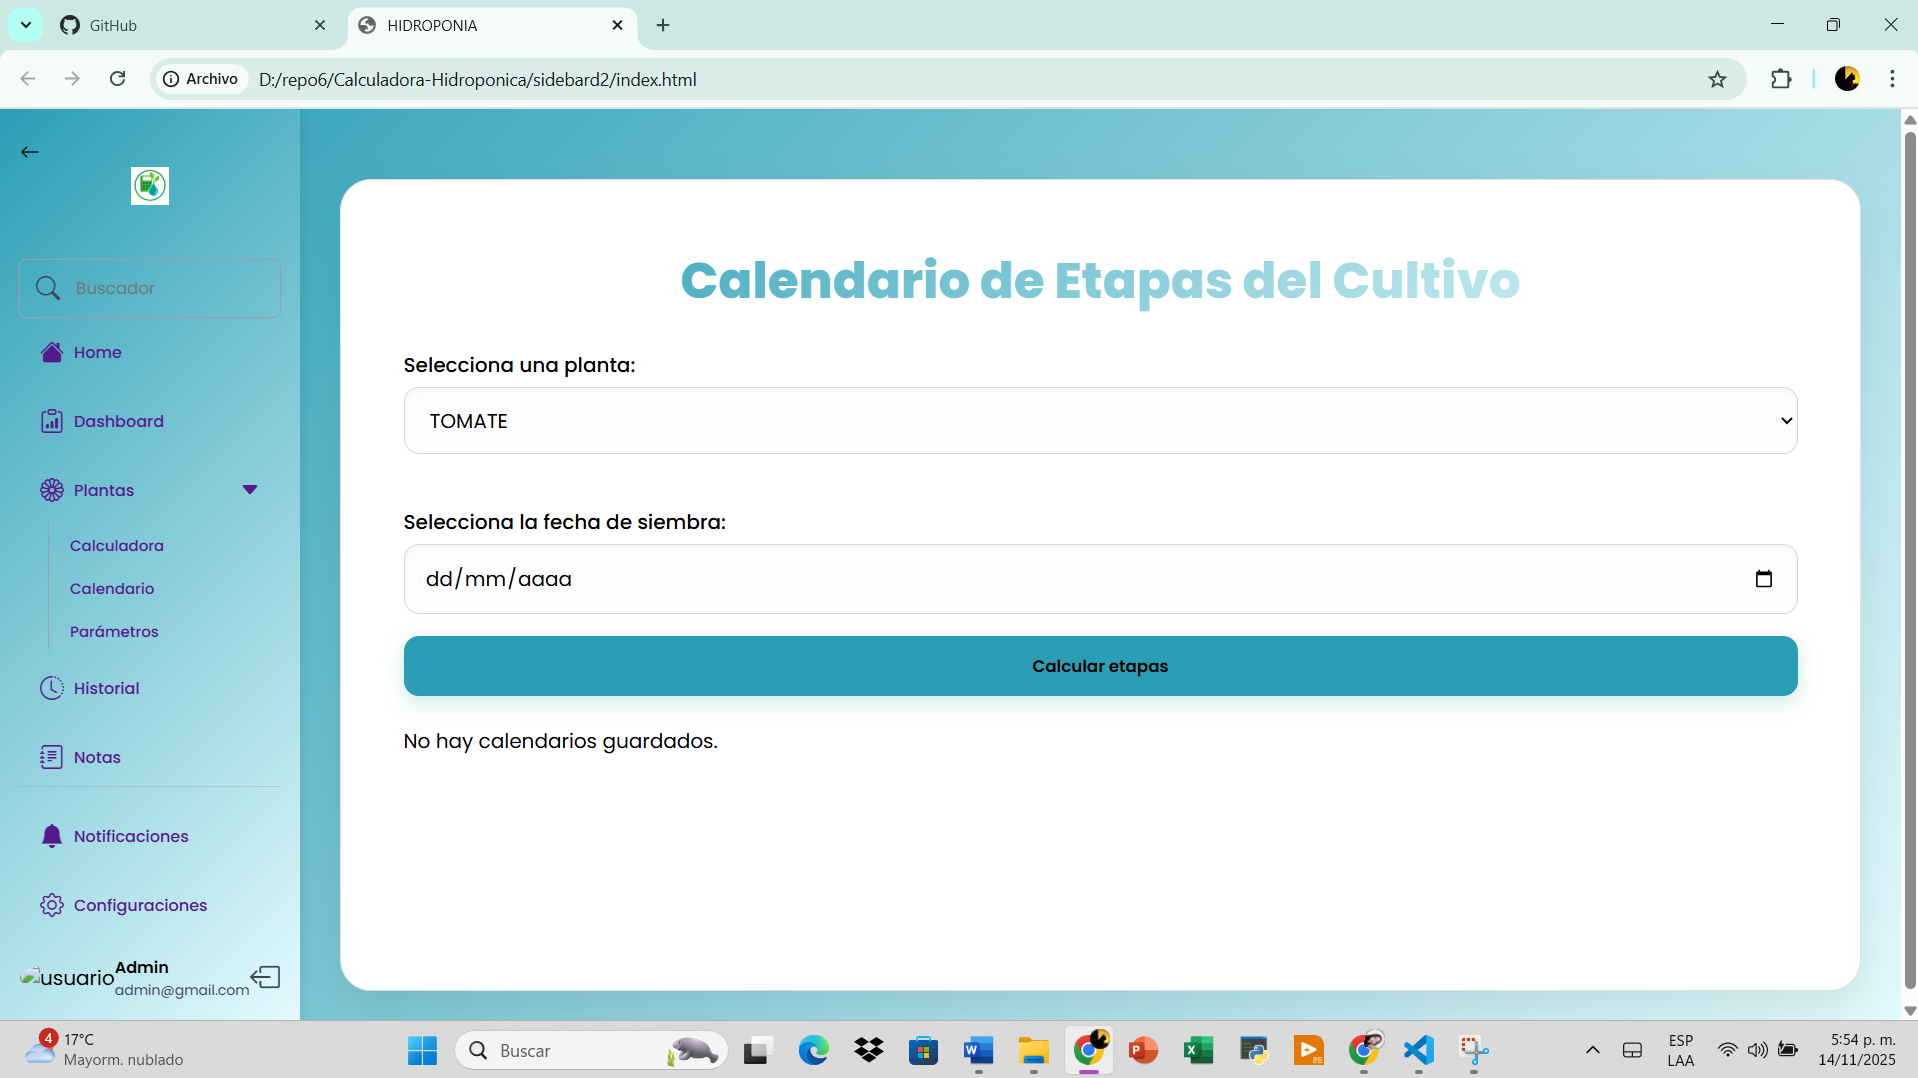 GitHub
HIDROPONIA
Archivo
D:/repo6/Calculadora-Hidroponica/sidebard2/index.html
Buscador
Home
Dashboard
Plantas
Calculadora
Calendario
Parámetros
Historial
Notas
Notificaciones
Configuraciones
usuario
Admin
admin@gmail.com
Calendario de Etapas del Cultivo
Selecciona una planta:
TOMATE
Selecciona la fecha de siembra:
dd/mm/aaaa
Calcular etapas
No hay calendarios guardados.
4
17°C
Mayorm. nublado
Buscar
ESP
LAA
5:54 p. m.
14/11/2025